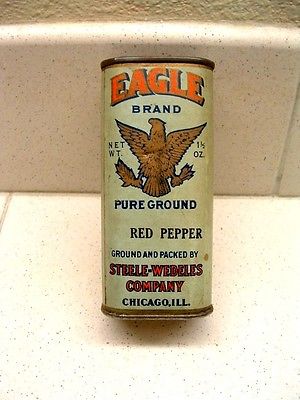 EAGLE
BRAND
NET WT. 1½ OZ.
PURE GROUND
RED PEPPER
GROUND AND PACKED BY
STEELE-WEDELES
COMPANY
CHICAGO, ILL.